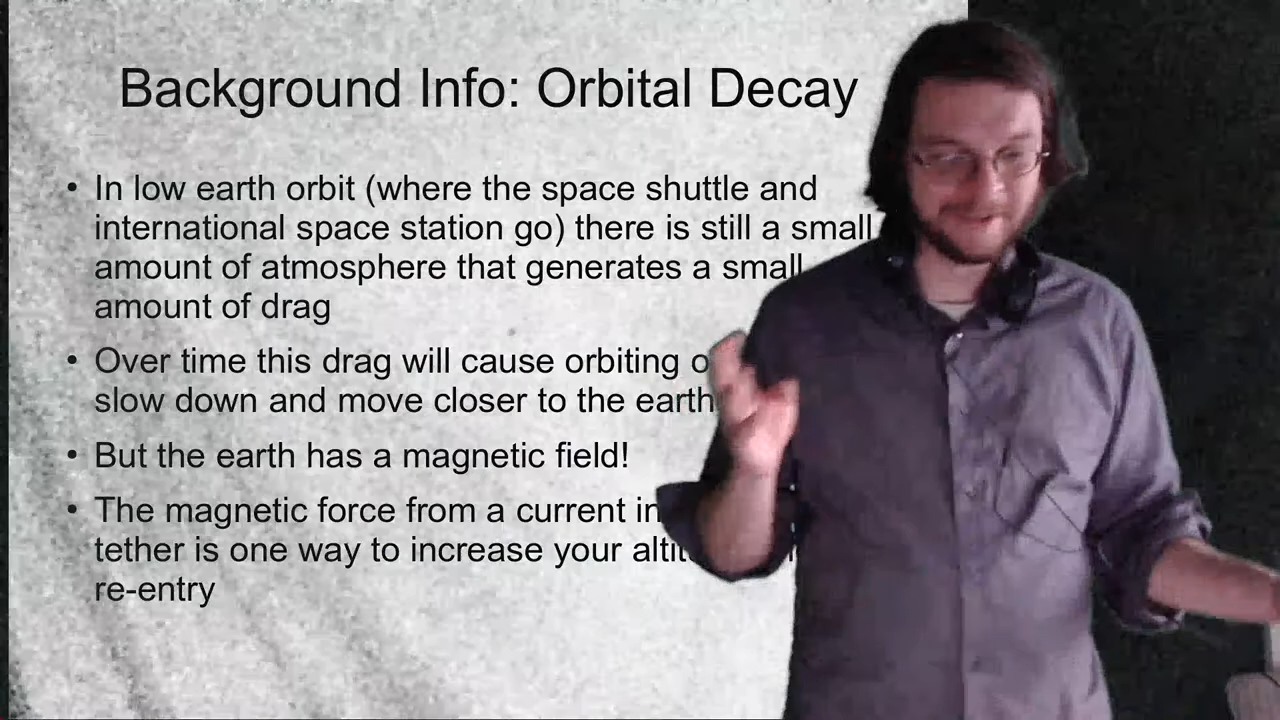 Background Info: Orbital Decay
• In low earth orbit (where the space shuttle and
international space station go) there is still a small
amount of atmosphere that generates a small
amount of drag
• Over time this drag will cause orbiting
slow down and move closer to the earth
• But the earth has a magnetic field!
• The magnetic force from a current in
tether is one way to increase your
re-entry